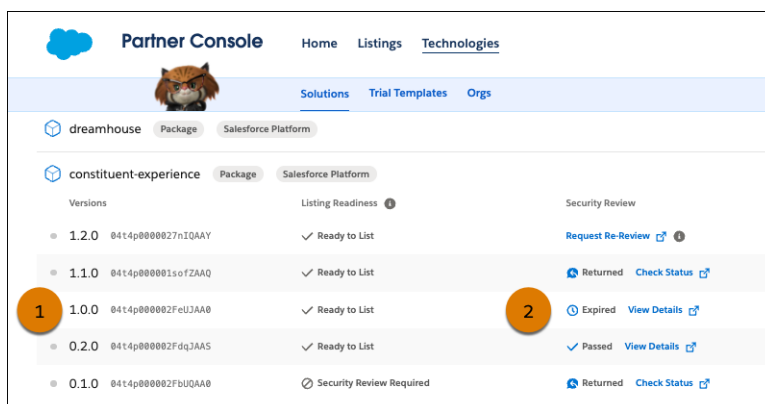 Partner Console Home Listings Technologies
Solutions Trial Templates Orgs
dreamhouse Package Salesforce Platform
constituent-experience Package Salesforce Platform
Versions Listing Readiness Security Review
1.2.0 04t4p0000027nIQAAY Ready to List Request Re-Review
1.1.0 04t4p000001sofZAAQ Ready to List Returned Check Status
1 1.0.0 04t4p000002FeUJAA0 Ready to List 2 Expired View Details
0.2.0 04t4p000002FdqJAAS Ready to List Passed View Details
0.1.0 04t4p000002FbUQAA0 Security Review Required Returned Check Status